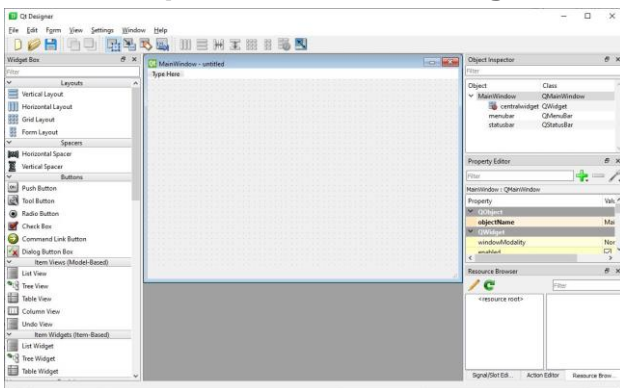 Qt Designer
File Edit Form View Settings Window Help
Widget Box
Filter
Layouts
Vertical Layout
Horizontal Layout
Grid Layout
Form Layout
Spacers
Horizontal Spacer
Vertical Spacer
Buttons
Push Button
Tool Button
Radio Button
Check Box
Command Link Button
Dialog Button Box
Item Views (Model-Based)
List View
Tree View
Table View
Column View
Undo View
Item Widgets (Item-Based)
List Widget
Tree Widget
Table Widget
MainWindow - untitled
Type Here
Object Inspector
Filter
Object Class
MainWindow QMainWindow
centralwidget QWidget
menubar QMenuBar
statusbar QStatusBar
Property Editor
Filter
MainWindow : QMainWindow
Property Valu
QObject
objectName Mai
QWidget
windowModality Nor
enabled
Resource Browser
Filter
<resource root>
Signal/Slot Edi... Action Editor Resource Brow...